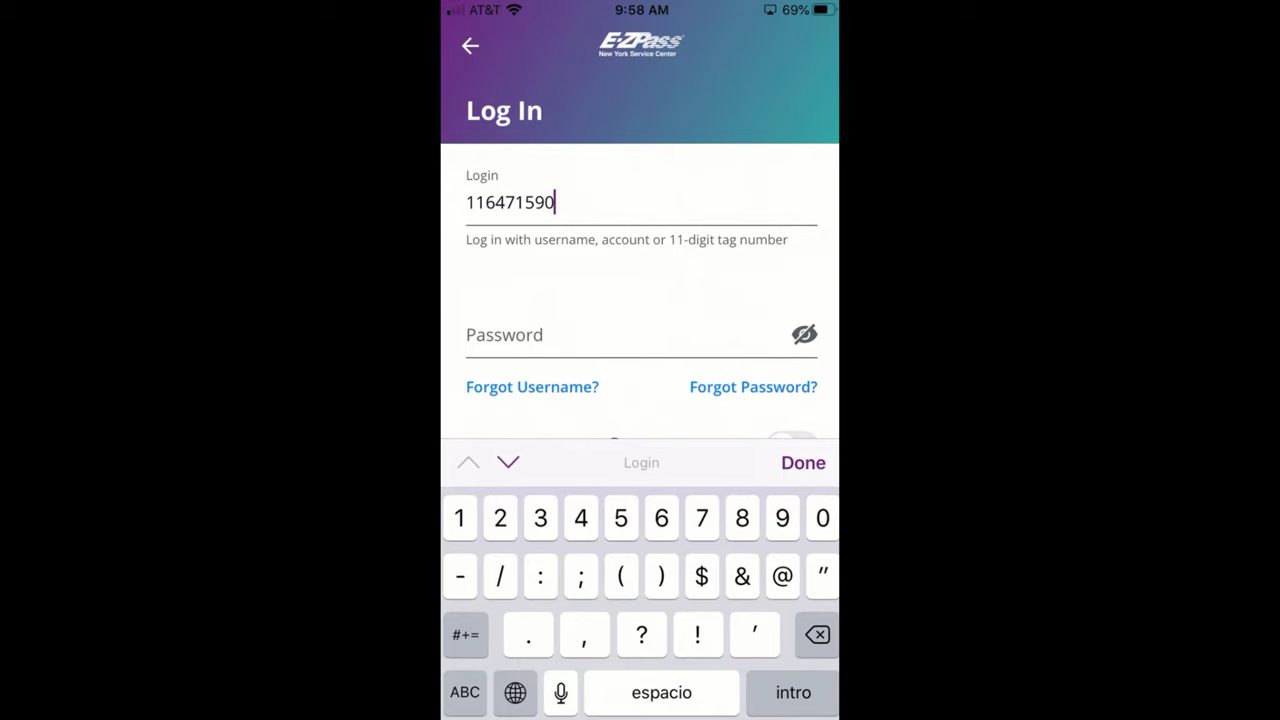 AT&T 9:58 AM 69%
E-ZPass
New York Service Center
Log In
Login
116471590
Log in with username, account or 11-digit tag number
Password
Forgot Username? Forgot Password?
Login Done
1 2 3 4 5 6 7 8 9 0
- / : ; ( ) $ & @ "
#+= . , ? ! '
ABC espacio intro